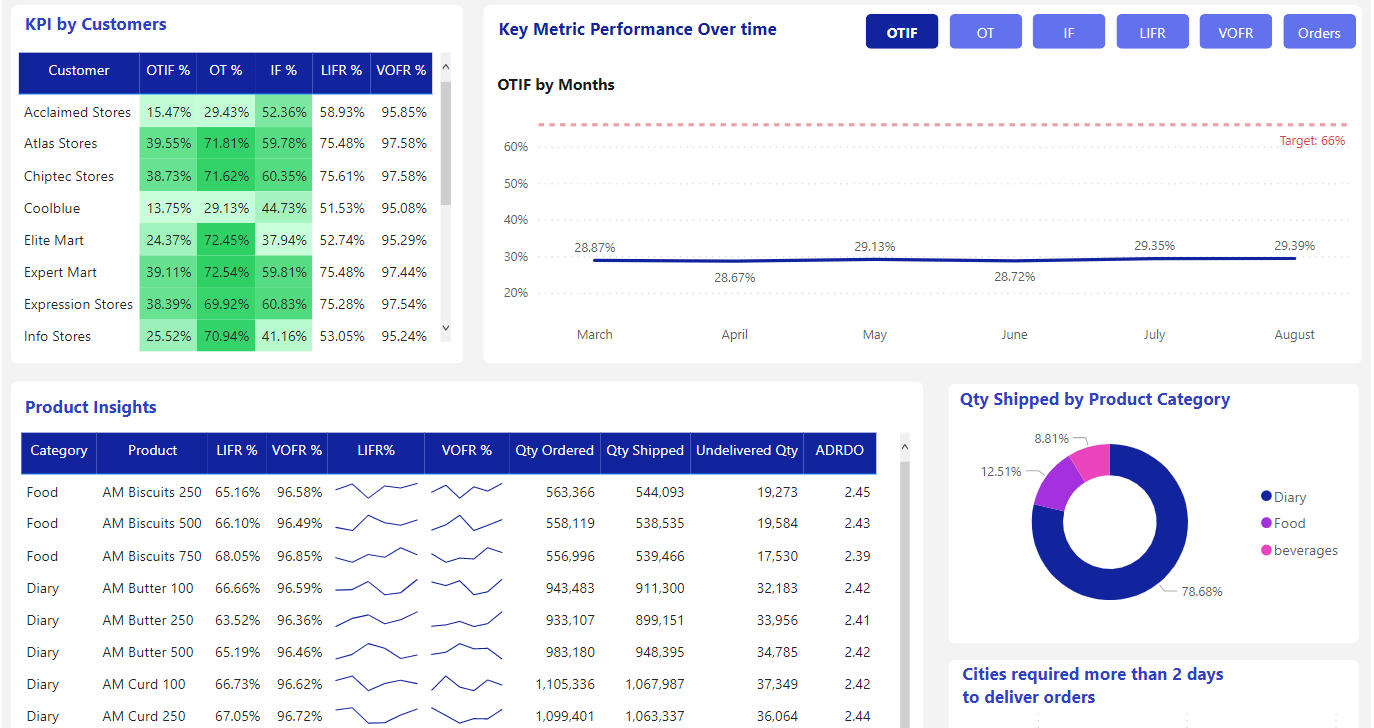 KPI by Customers
Customer OTIF % OT % IF % LIFR % VOFR %
Acclaimed Stores 15.47% 29.43% 52.36% 58.93% 95.85%
Atlas Stores 39.55% 71.81% 59.78% 75.48% 97.58%
Chiptec Stores 38.73% 71.62% 60.35% 75.61% 97.58%
Coolblue 13.75% 29.13% 44.73% 51.53% 95.08%
Elite Mart 24.37% 72.45% 37.94% 52.74% 95.29%
Expert Mart 39.11% 72.54% 59.81% 75.48% 97.44%
Expression Stores 38.39% 69.92% 60.83% 75.28% 97.54%
Info Stores 25.52% 70.94% 41.16% 53.05% 95.24%
Key Metric Performance Over time
OTIF OT IF LIFR VOFR Orders
OTIF by Months
Target: 66%
60%
50%
40%
30%
20%
28.87% 28.67% 29.13% 28.72% 29.35% 29.39%
March April May June July August
Product Insights
Category Product LIFR % VOFR % LIFR% VOFR % Qty Ordered Qty Shipped Undelivered Qty ADRDO
Food AM Biscuits 250 65.16% 96.58% 563,366 544,093 19,273 2.45
Food AM Biscuits 500 66.10% 96.49% 558,119 538,535 19,584 2.43
Food AM Biscuits 750 68.05% 96.85% 556,996 539,466 17,530 2.39
Diary AM Butter 100 66.66% 96.59% 943,483 911,300 32,183 2.42
Diary AM Butter 250 63.52% 96.36% 933,107 899,151 33,956 2.41
Diary AM Butter 500 65.19% 96.46% 983,180 948,395 34,785 2.42
Diary AM Curd 100 66.73% 96.62% 1,105,336 1,067,987 37,349 2.42
Diary AM Curd 250 67.05% 96.72% 1,099,401 1,063,337 36,064 2.44
Qty Shipped by Product Category
8.81%
12.51%
78.68%
Diary
Food
beverages
Cities required more than 2 days
to deliver orders